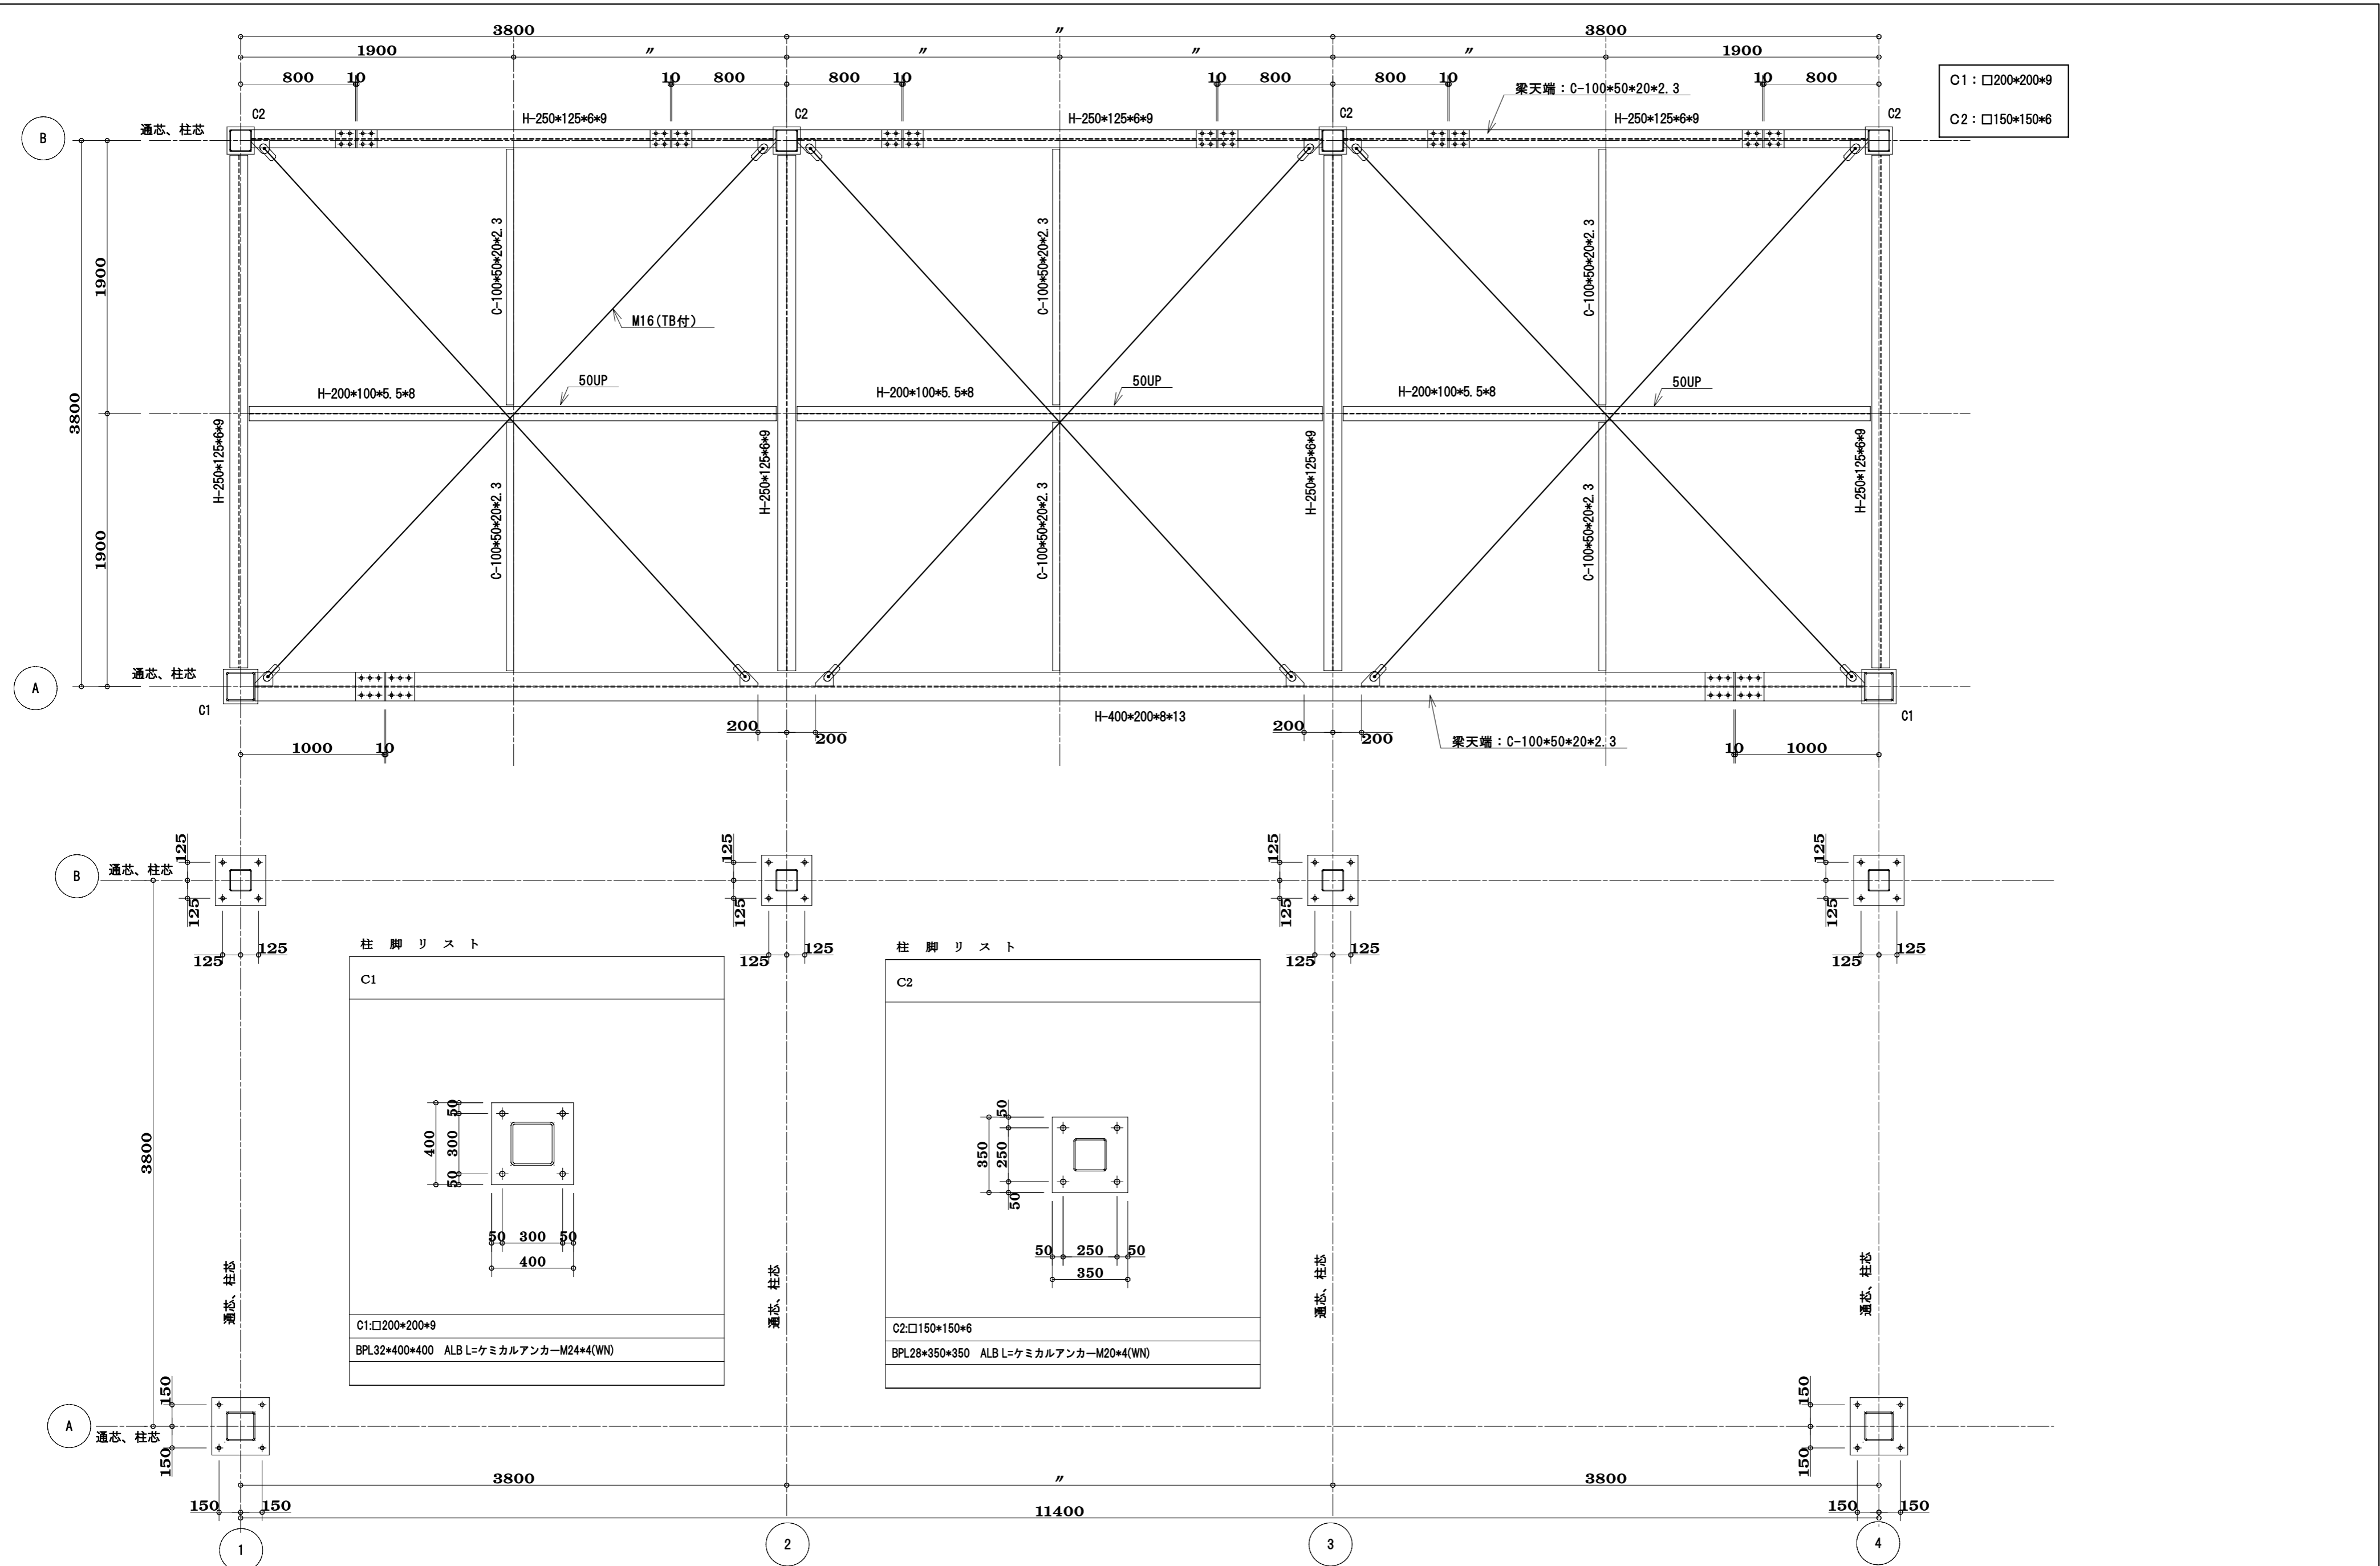 3800 〃 3800
1900 〃 〃 〃 〃 1900
800 10 10 800 800 10 10 800 800 10 10 800
梁天端：C-100*50*20*2.3
C1：□200*200*9
C2：□150*150*6
C2 C2 C2 C2
通芯、柱芯
B
H-250*125*6*9 H-250*125*6*9 H-250*125*6*9
1900
C-100*50*20*2.3
C-100*50*20*2.3
C-100*50*20*2.3
M16(TB付)
3800
H-200*100*5.5*8 50UP
H-200*100*5.5*8 50UP
H-200*100*5.5*8 50UP
H-250*125*6*9
H-250*125*6*9
H-250*125*6*9
H-250*125*6*9
1900
C-100*50*20*2.3
C-100*50*20*2.3
C-100*50*20*2.3
通芯、柱芯
A
C1
C1
H-400*200*8*13
200 200 200 200
梁天端：C-100*50*20*2.3
1000 10 10 1000
B
通芯、柱芯
125 125 125 125
125 125 125 125
125 125 125 125 125 125 125 125
柱 脚 リ ス ト
C1
50
400 300
50
50 300 50
400
C1:□200*200*9
BPL32*400*400 ALB L=ケミカルアンカーM24*4(WN)
柱 脚 リ ス ト
C2
50
350 250
50
50 250 50
350
C2:□150*150*6
BPL28*350*350 ALB L=ケミカルアンカーM20*4(WN)
3800
通芯、柱芯
通芯、柱芯
通芯、柱芯
通芯、柱芯
150 150
A
通芯、柱芯
150 150
3800 〃 3800
150 150 150 150
11400
1 2 3 4